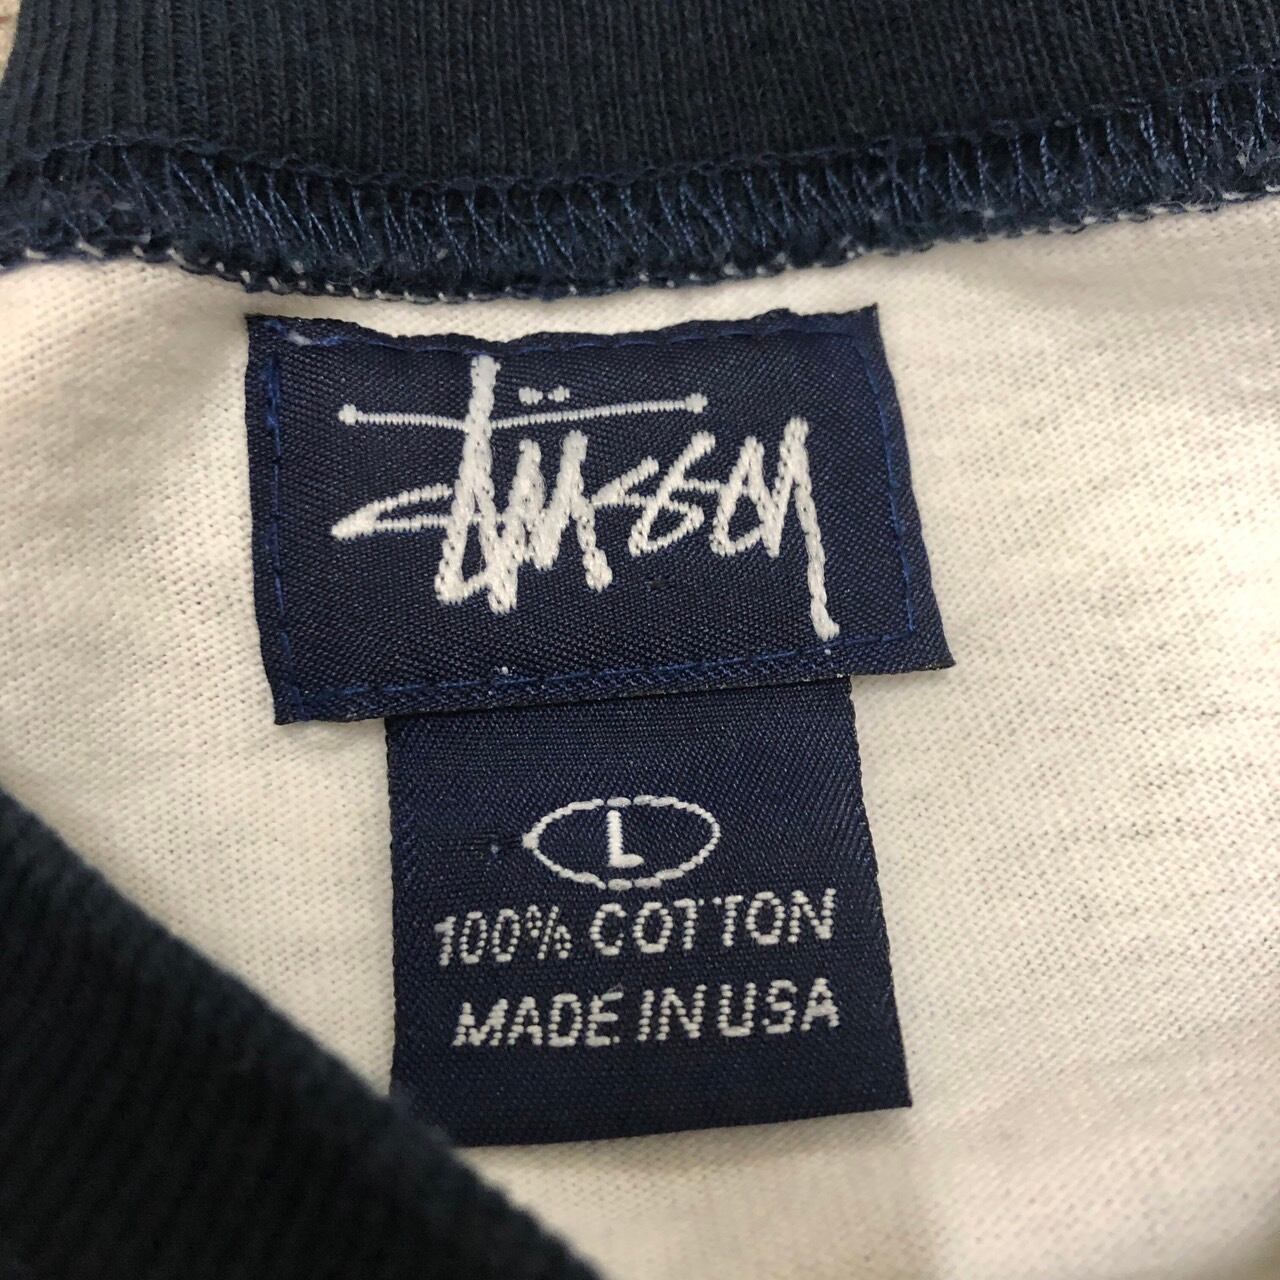 Stüssy
L
100% COTTON
MADE IN USA